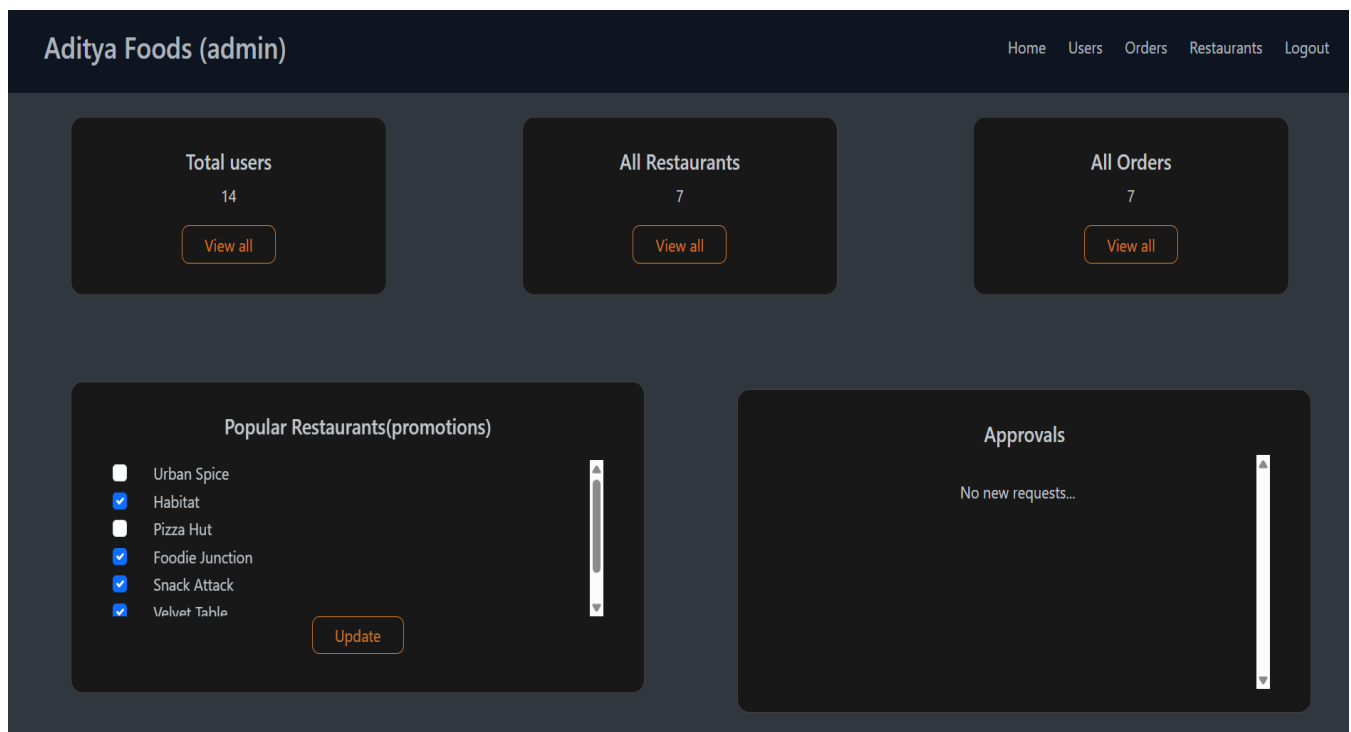 Aditya Foods (admin)
Home Users Orders Restaurants Logout
Total users
14
View all
All Restaurants
7
View all
All Orders
7
View all
Popular Restaurants(promotions)
Urban Spice
Habitat
Pizza Hut
Foodie Junction
Snack Attack
Velvet Table
Update
Approvals
No new requests...